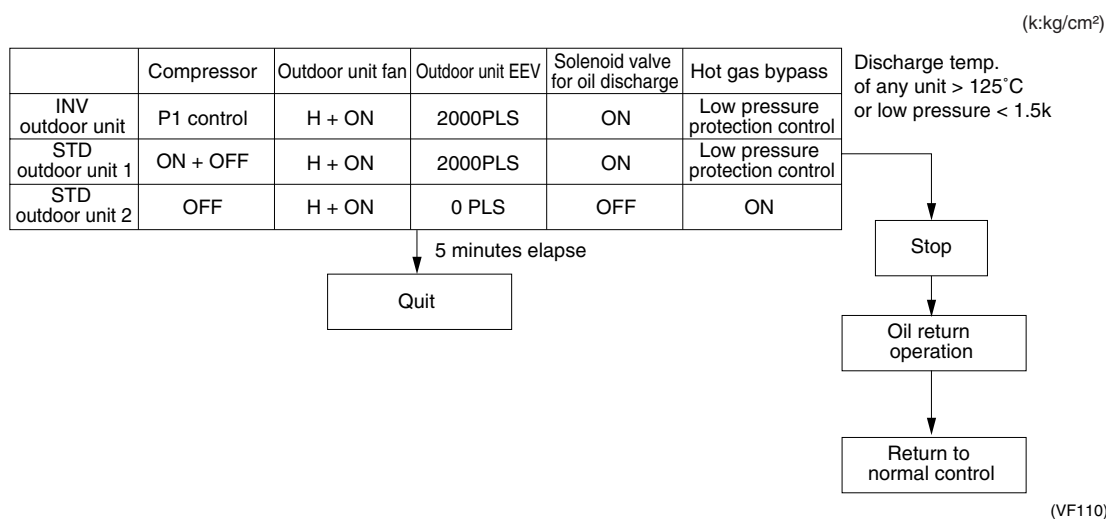 (k:kg/cm²)
Compressor
Outdoor unit fan
Outdoor unit EEV
Solenoid valve
for oil discharge
Hot gas bypass
INV
outdoor unit
P1 control
H + ON
2000PLS
ON
Low pressure
protection control
STD
outdoor unit 1
ON + OFF
H + ON
2000PLS
ON
Low pressure
protection control
STD
outdoor unit 2
OFF
H + ON
0 PLS
OFF
ON
Discharge temp.
of any unit > 125˚C
or low pressure < 1.5k
5 minutes elapse
Quit
Stop
Oil return
operation
Return to
normal control
(VF110)